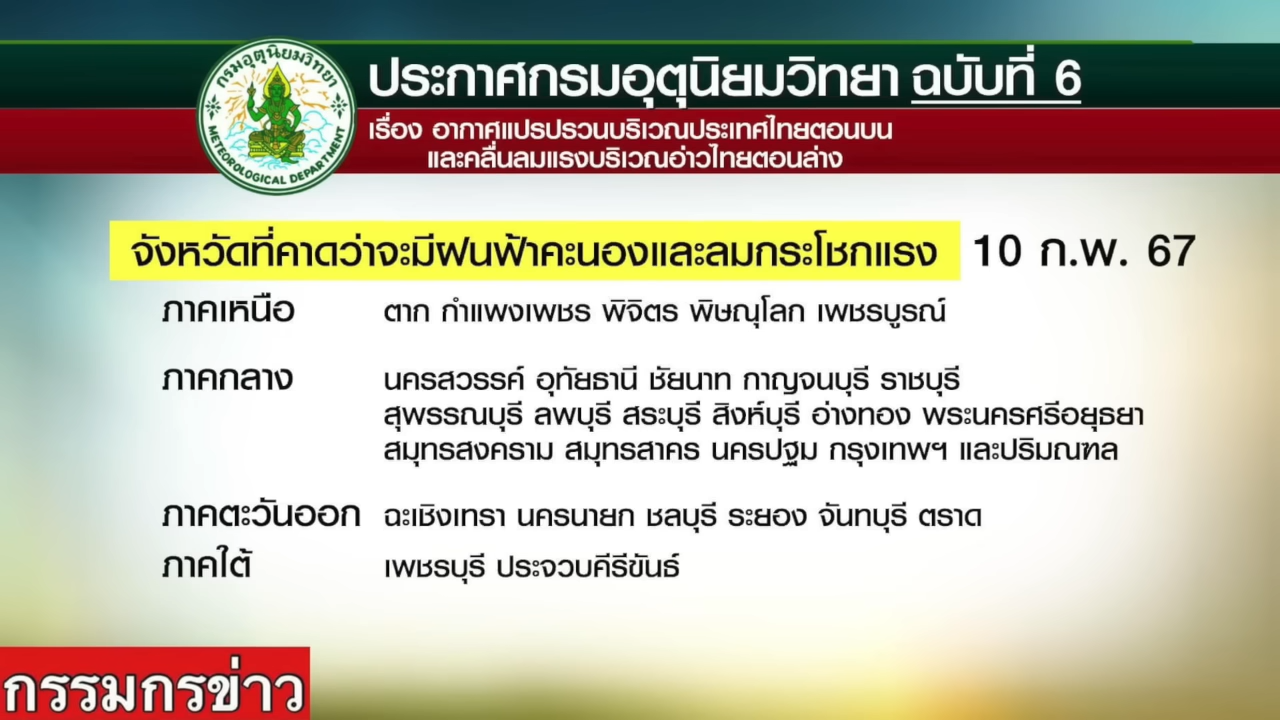 กรมอุตุนิยมวิทยา
METEOROLOGICAL DEPARTMENT
ประกาศกรมอุตุนิยมวิทยา ฉบับที่ 6
เรื่อง อากาศแปรปรวนบริเวณประเทศไทยตอนบน
และคลื่นลมแรงบริเวณอ่าวไทยตอนล่าง
จังหวัดที่คาดว่าจะมีฝนฟ้าคะนองและลมกระโชกแรง 10 ก.พ. 67
ภาคเหนือ ตาก กำแพงเพชร พิจิตร พิษณุโลก เพชรบูรณ์
ภาคกลาง นครสวรรค์ อุทัยธานี ชัยนาท กาญจนบุรี ราชบุรี
สุพรรณบุรี ลพบุรี สระบุรี สิงห์บุรี อ่างทอง พระนครศรีอยุธยา
สมุทรสงคราม สมุทรสาคร นครปฐม กรุงเทพฯ และปริมณฑล
ภาคตะวันออก ฉะเชิงเทรา นครนายก ชลบุรี ระยอง จันทบุรี ตราด
ภาคใต้ เพชรบุรี ประจวบคีรีขันธ์
กรรมกรข่าว